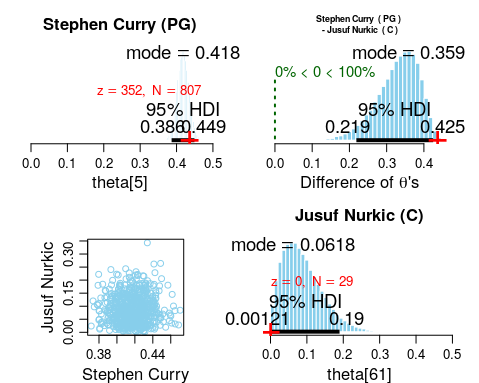 Stephen Curry (PG)
mode = 0.418
z = 352, N = 807
95% HDI
0.386 0.449
0.0 0.1 0.2 0.3 0.4 0.5
theta[5]
Stephen Curry ( PG )
- Jusuf Nurkic ( C )
mode = 0.359
0% < 0 < 100%
95% HDI
0.219 0.425
0.0 0.1 0.2 0.3 0.4
Difference of θ's
Jusuf Nurkic
0.00 0.15 0.30
0.38 0.44
Stephen Curry
Jusuf Nurkic (C)
mode = 0.0618
z = 0, N = 29
95% HDI
0.00121 0.19
0.0 0.1 0.2 0.3 0.4 0.5
theta[61]